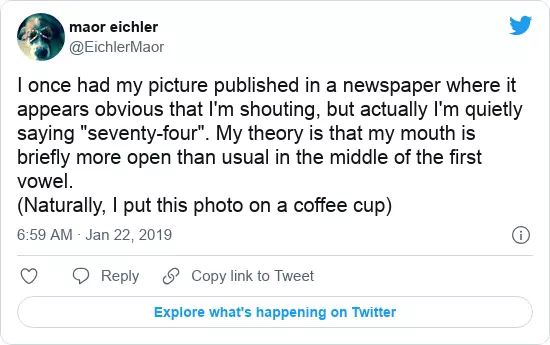 maor eichler
@EichlerMaor
I once had my picture published in a newspaper where it
appears obvious that I'm shouting, but actually I'm quietly
saying "seventy-four". My theory is that my mouth is
briefly more open than usual in the middle of the first
vowel.
(Naturally, I put this photo on a coffee cup)
6:59 AM · Jan 22, 2019
Reply Copy link to Tweet
Explore what's happening on Twitter